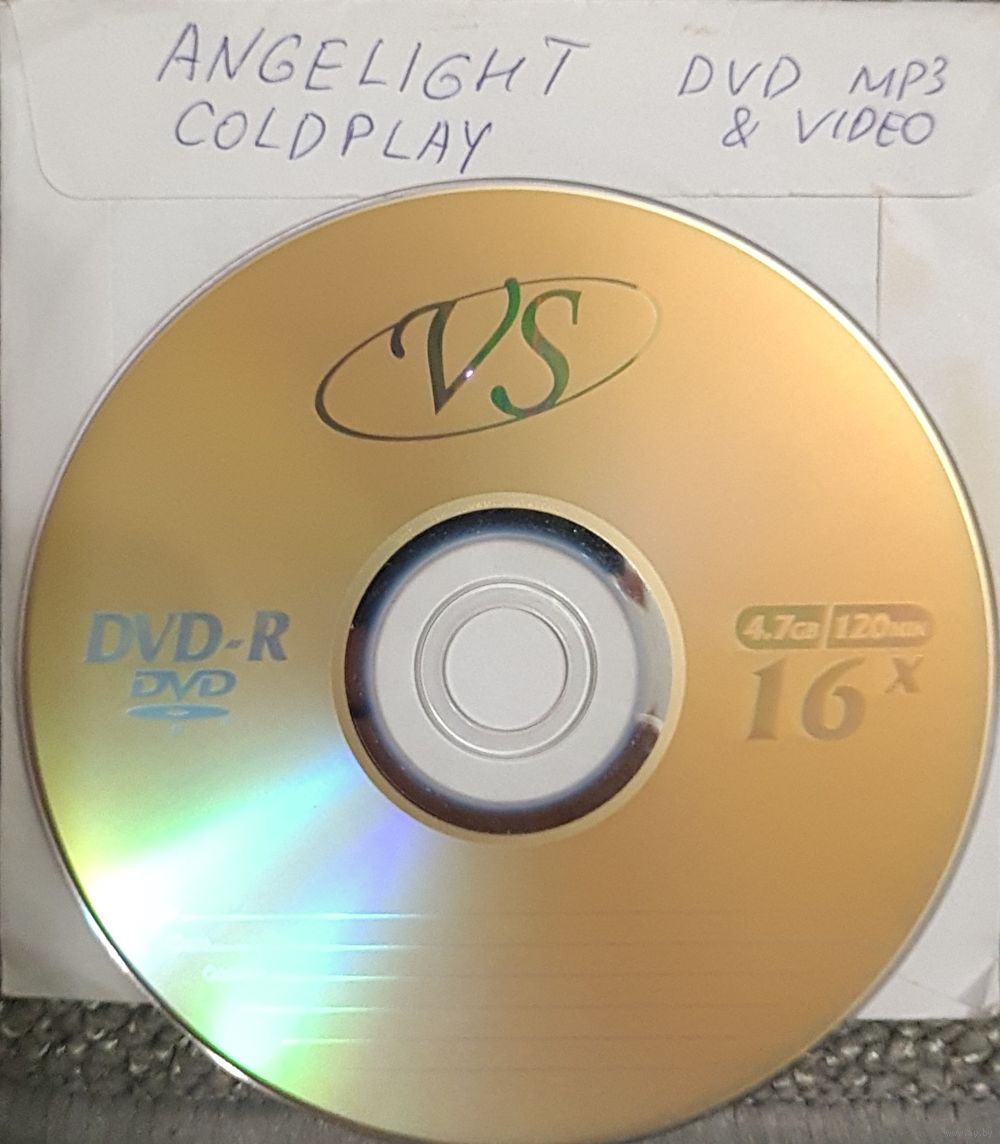 ANGELIGHT DVD MP3
COLDPLAY & VIDEO
VS
DVD-R
DVD
4.7GB 120MIN
16x